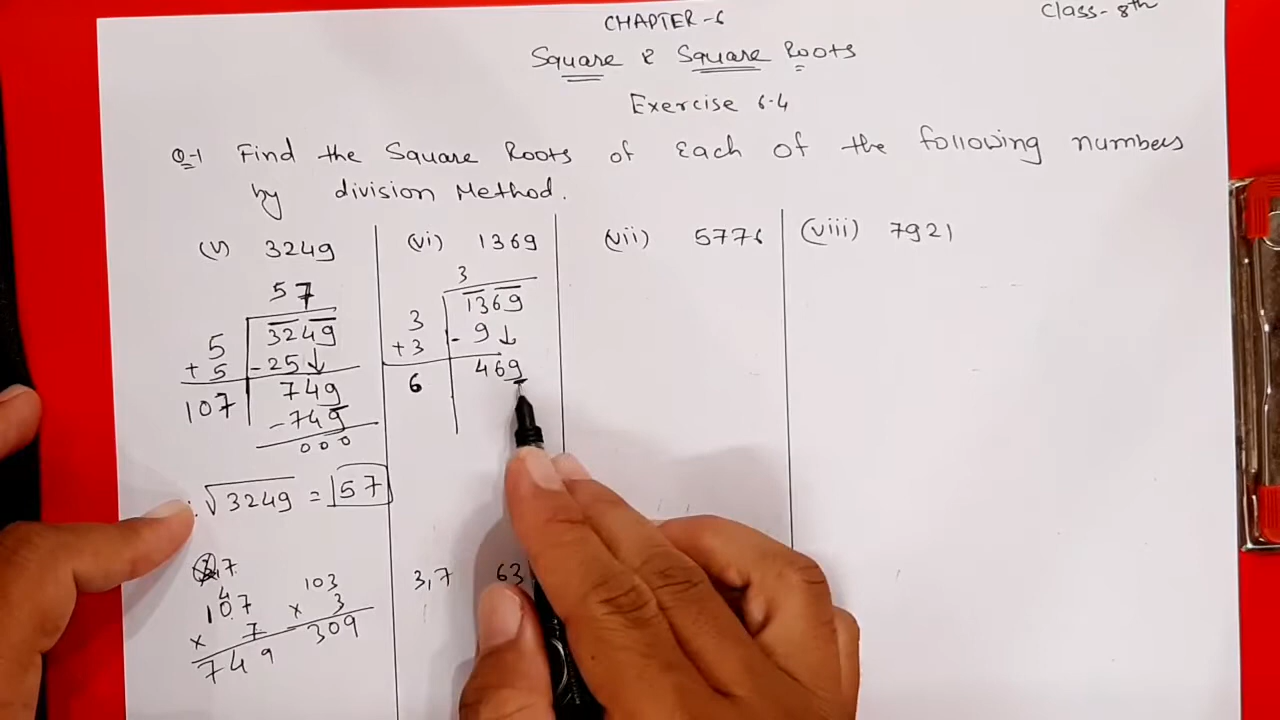 CHAPTER-6
Class-8th
Square & Square Roots
Exercise 6.4
Q-1 Find the Square Roots of Each of the following numbers
by division Method.
(v) 3249
57
5 3249
+5 -25↓
107 749
-749
000
: √3249 = 57
7
4
107
× 7
749
103
× 3
309
(vi) 1369
3
3 1369
+3 -9↓
6 469
3,7 63
(vii) 5776
(viii) 7921